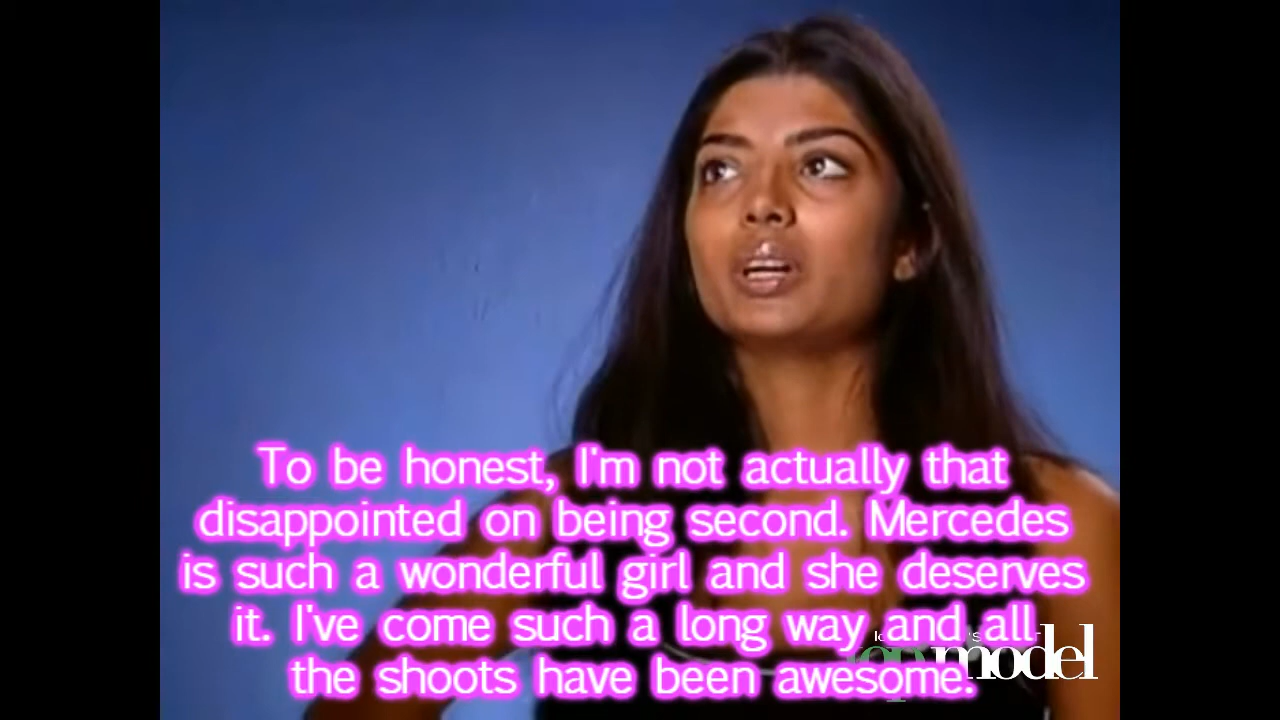 To be honest, I'm not actually that
disappointed on being second. Mercedes
is such a wonderful girl and she deserves
it. I've come such a long way and all
the shoots have been awesome.
model